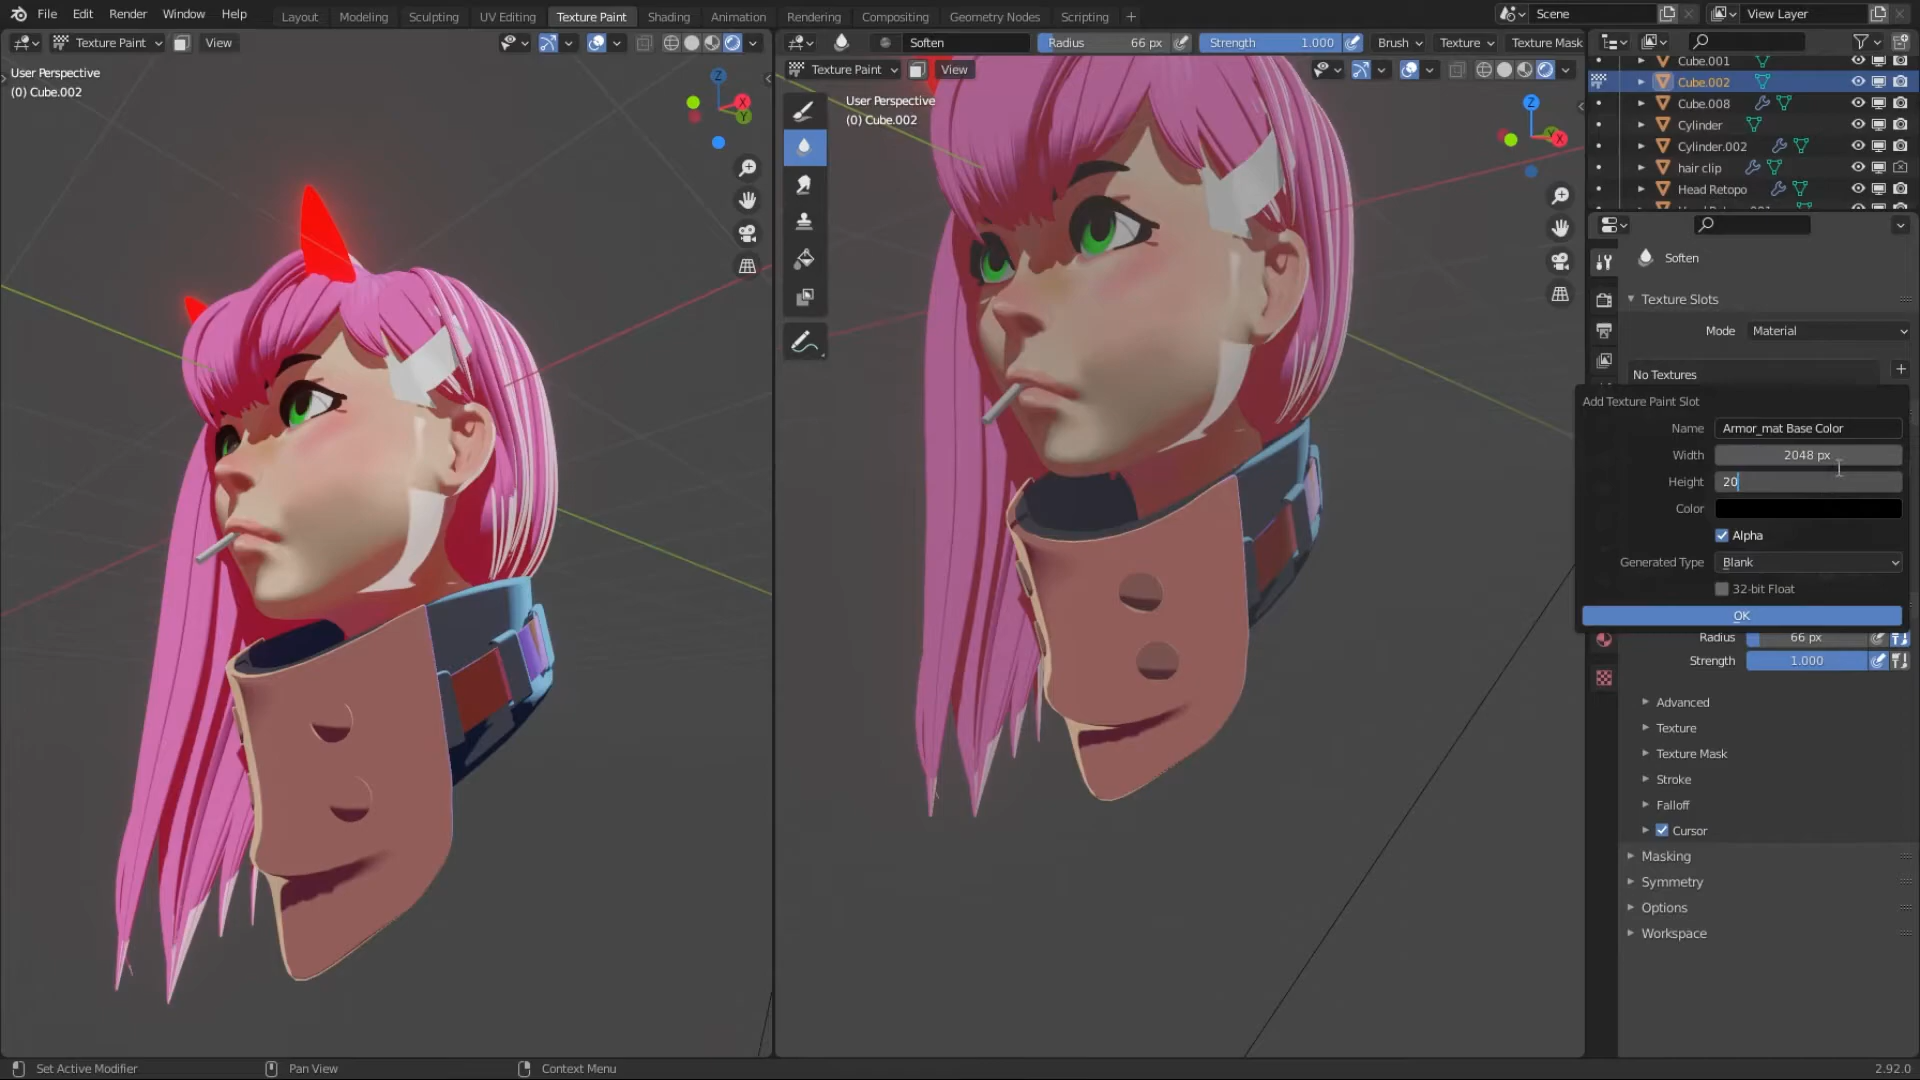 File Edit Render Window Help Layout Modeling Sculpting UV Editing Texture Paint Shading Animation Rendering Compositing Geometry Nodes Scripting + Scene View Layer
Texture Paint View
Soften Radius 66 px Strength 1.000 Brush Texture Texture Mask
Texture Paint View
User Perspective
(0) Cube.002
Z
X
Y
User Perspective
(0) Cube.002
Z
X
Y
Cube.001
Cube.002
Cube.008
Cylinder
Cylinder.002
hair clip
Head Retopo
Soften
Texture Slots
Mode Material
No Textures
Add Texture Paint Slot
Name Armor_mat Base Color
Width 2048 px
Height 20
Color
Alpha
Generated Type Blank
32-bit Float
OK
Radius 66 px
Strength 1.000
Advanced
Texture
Texture Mask
Stroke
Falloff
Cursor
Masking
Symmetry
Options
Workspace
Set Active Modifier Pan View Context Menu 2.92.0